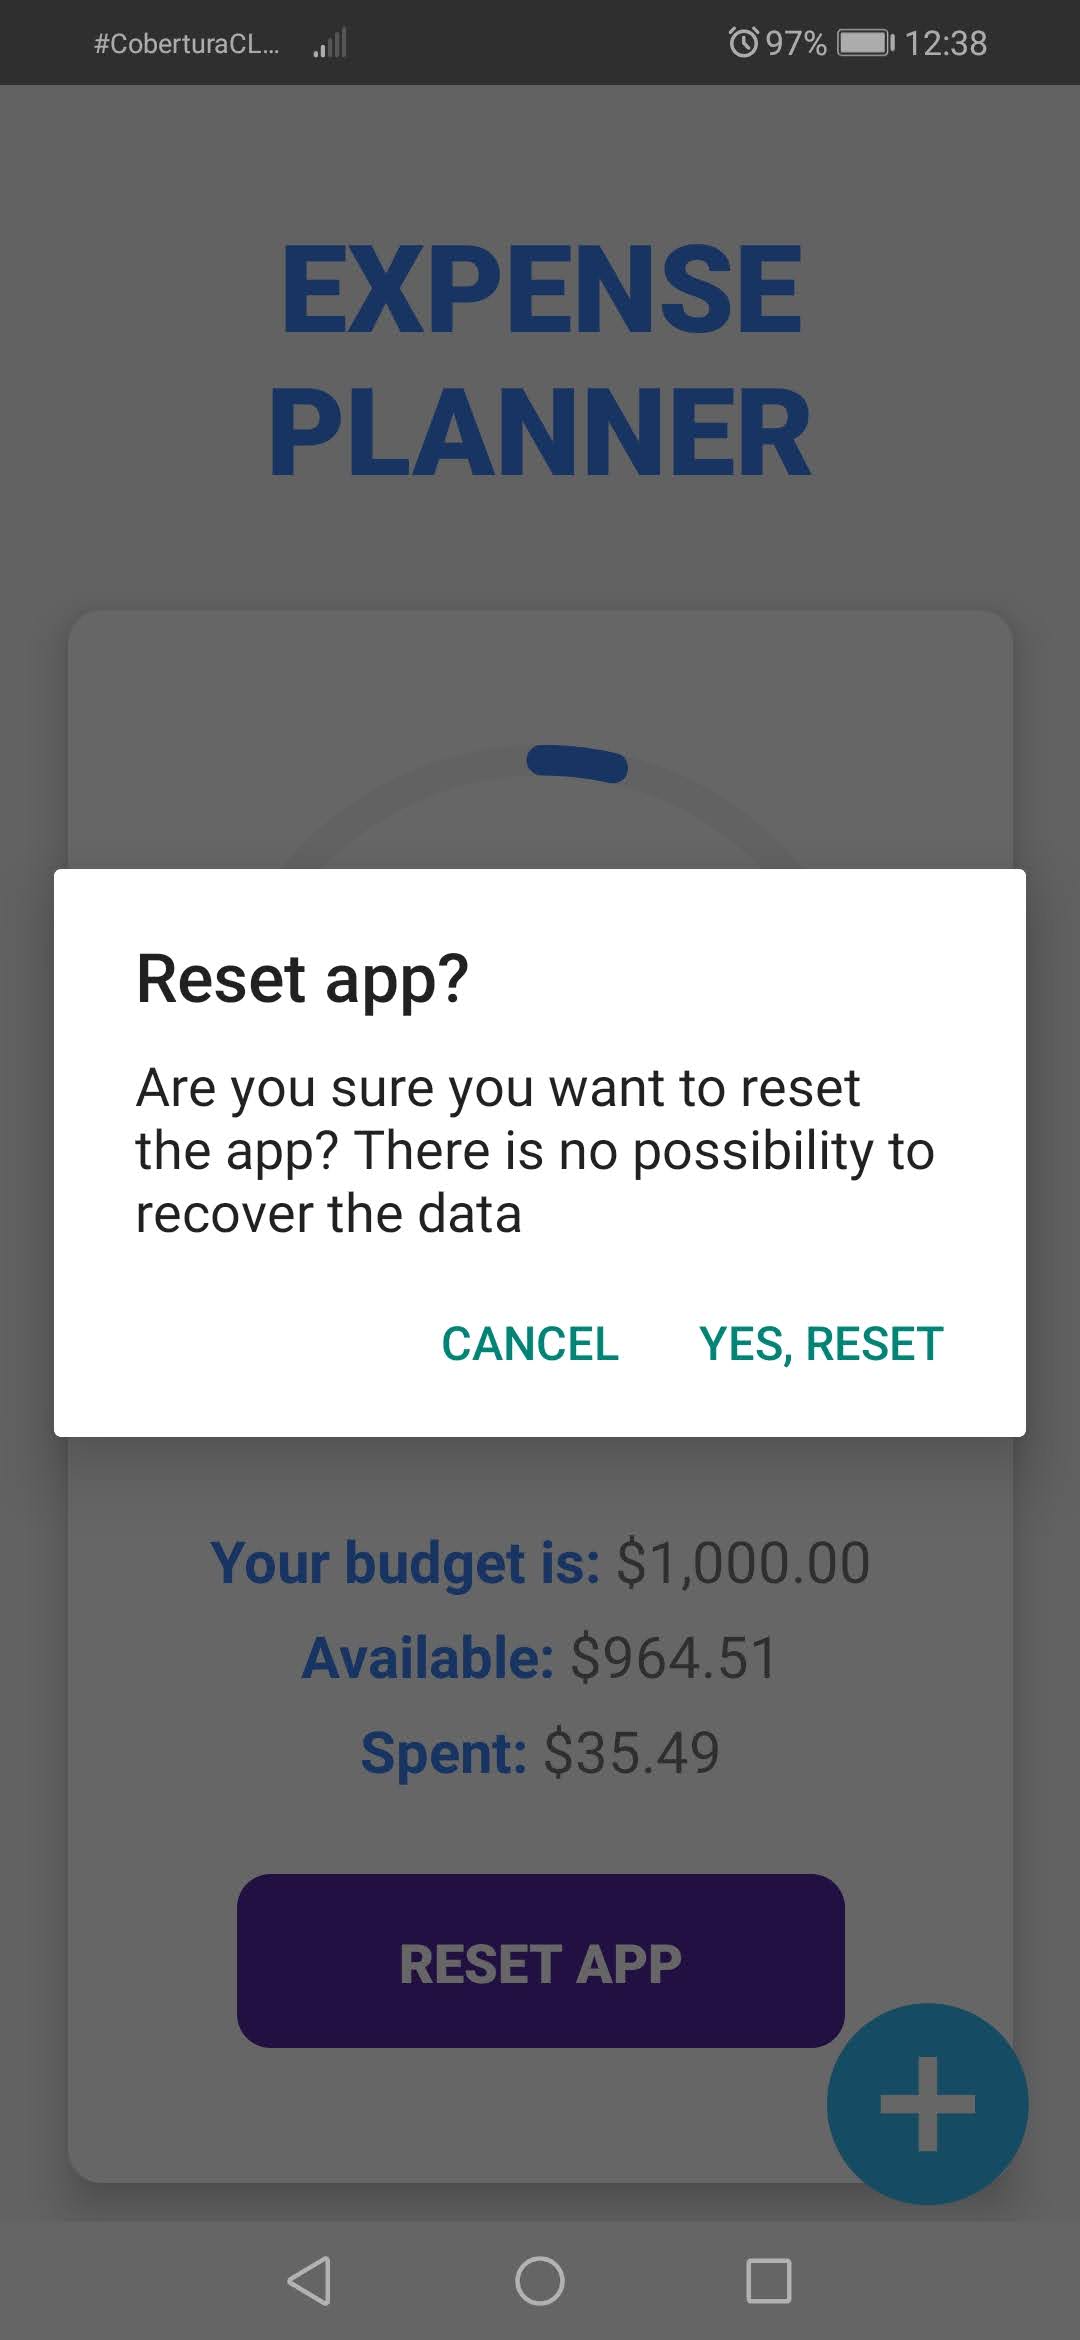 #CoberturaCL...
97%
12:38
EXPENSE
PLANNER
Reset app?
Are you sure you want to reset
the app? There is no possibility to
recover the data
CANCEL
YES, RESET
Your budget is: $1,000.00
Available: $964.51
Spent: $35.49
RESET APP